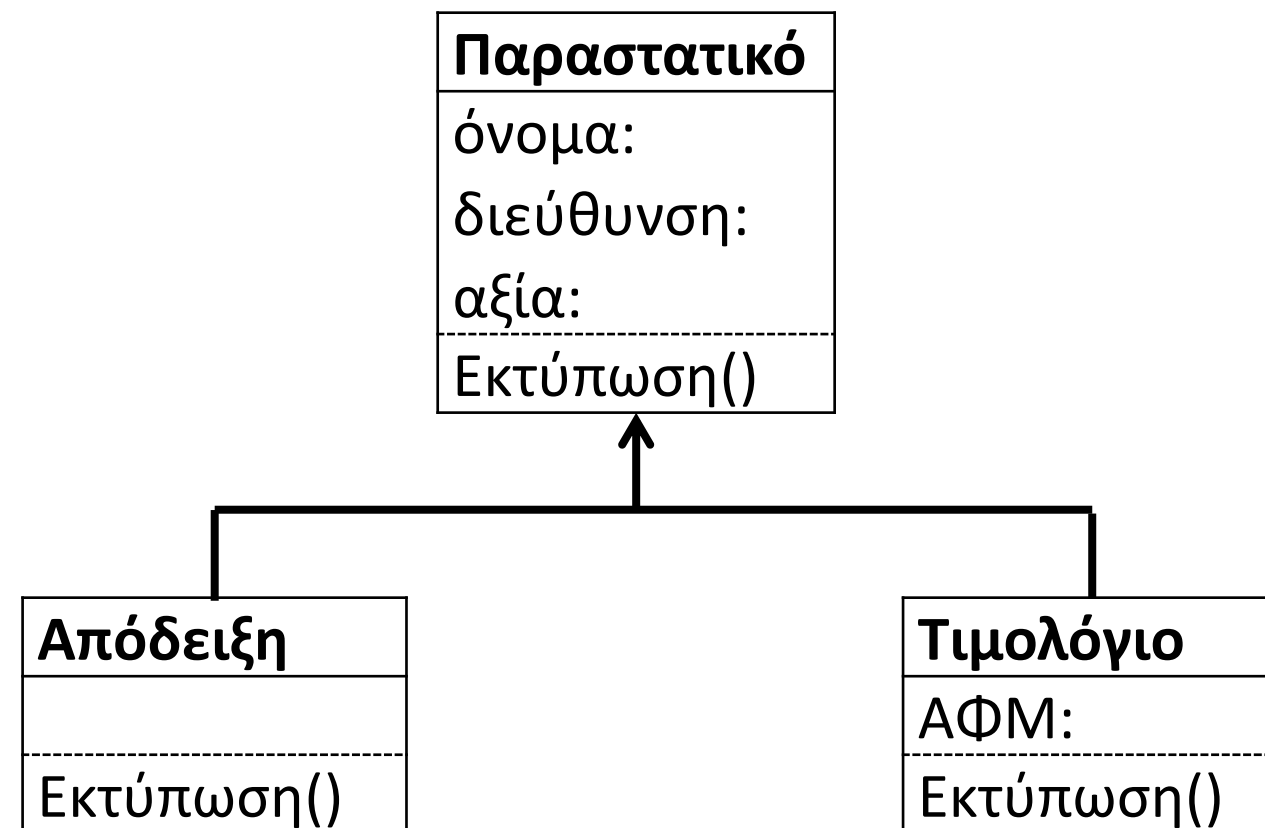 Παραστατικό
όνομα:
διεύθυνση:
αξία:
Εκτύπωση()
Απόδειξη
Εκτύπωση()
Τιμολόγιο
ΑΦΜ:
Εκτύπωση()